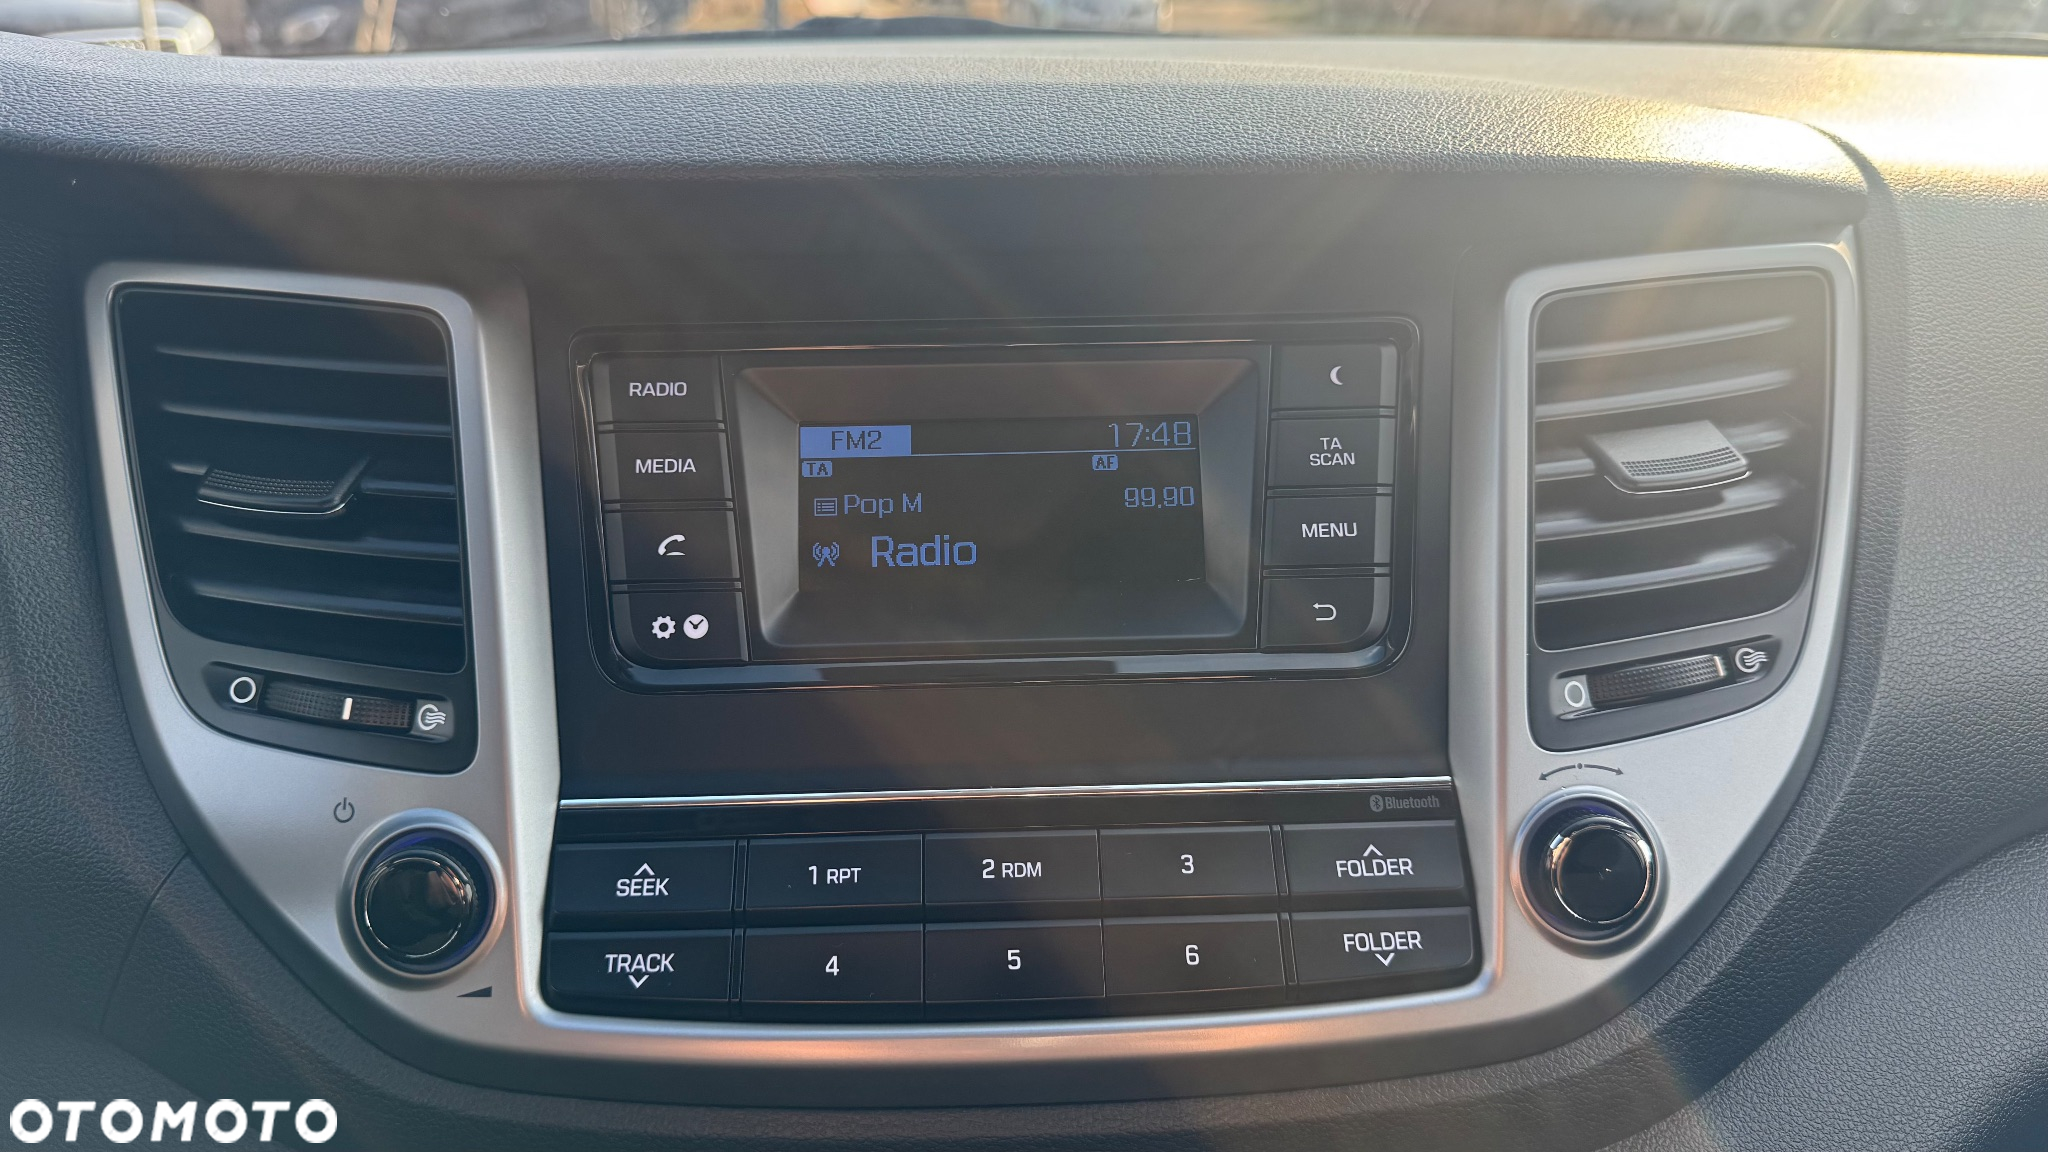 RADIO
MEDIA
FM2 17:48
TA AF
Pop M 99.90
Radio
TA
SCAN
MENU
Bluetooth
SEEK
1 RPT
2 RDM
3
FOLDER
TRACK
4
5
6
FOLDER
OTOMOTO